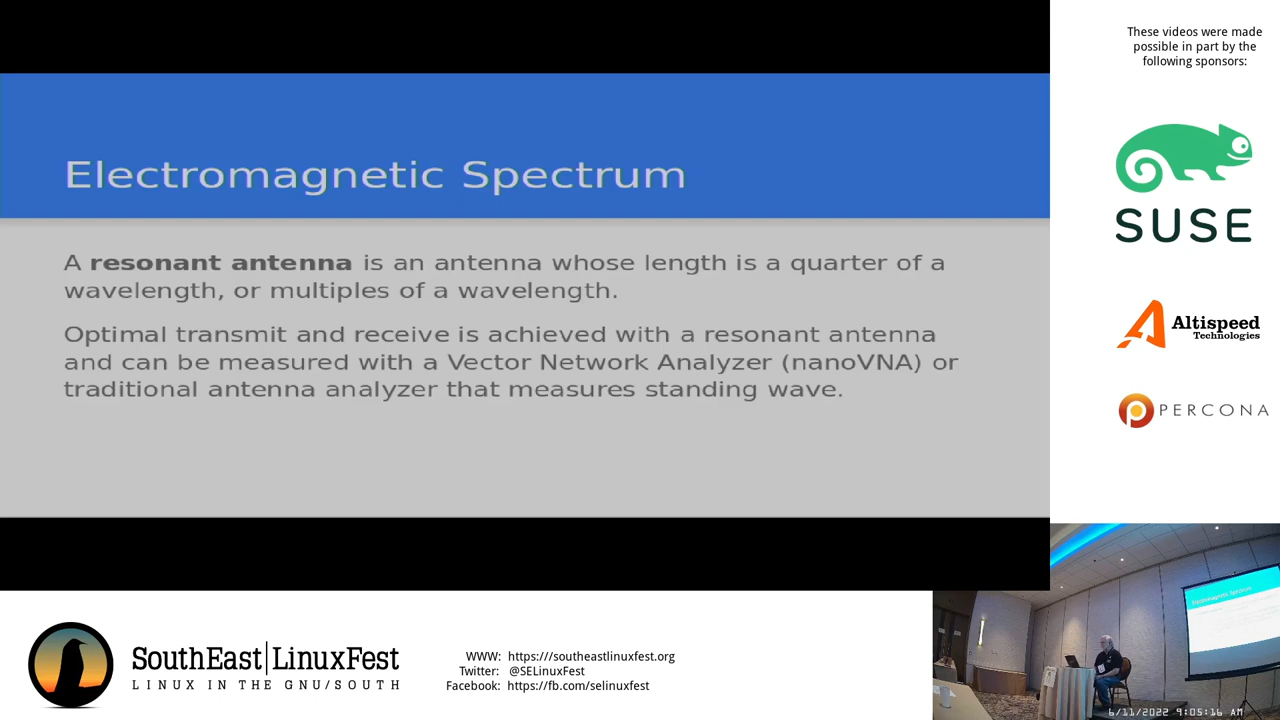 These videos were made
possible in part by the
following sponsors:
Electromagnetic Spectrum
A resonant antenna is an antenna whose length is a quarter of a
wavelength, or multiples of a wavelength.
Optimal transmit and receive is achieved with a resonant antenna
and can be measured with a Vector Network Analyzer (nanoVNA) or
traditional antenna analyzer that measures standing wave.
SUSE
Altispeed
Technologies
PERCONA
Electromagnetic Spectrum
SouthEast|LinuxFest
LINUX IN THE GNU/SOUTH
WWW: https:///southeastlinuxfest.org
Twitter: @SELinuxFest
Facebook: https://fb.com/selinuxfest
6/11/2022 9:05:16 AM